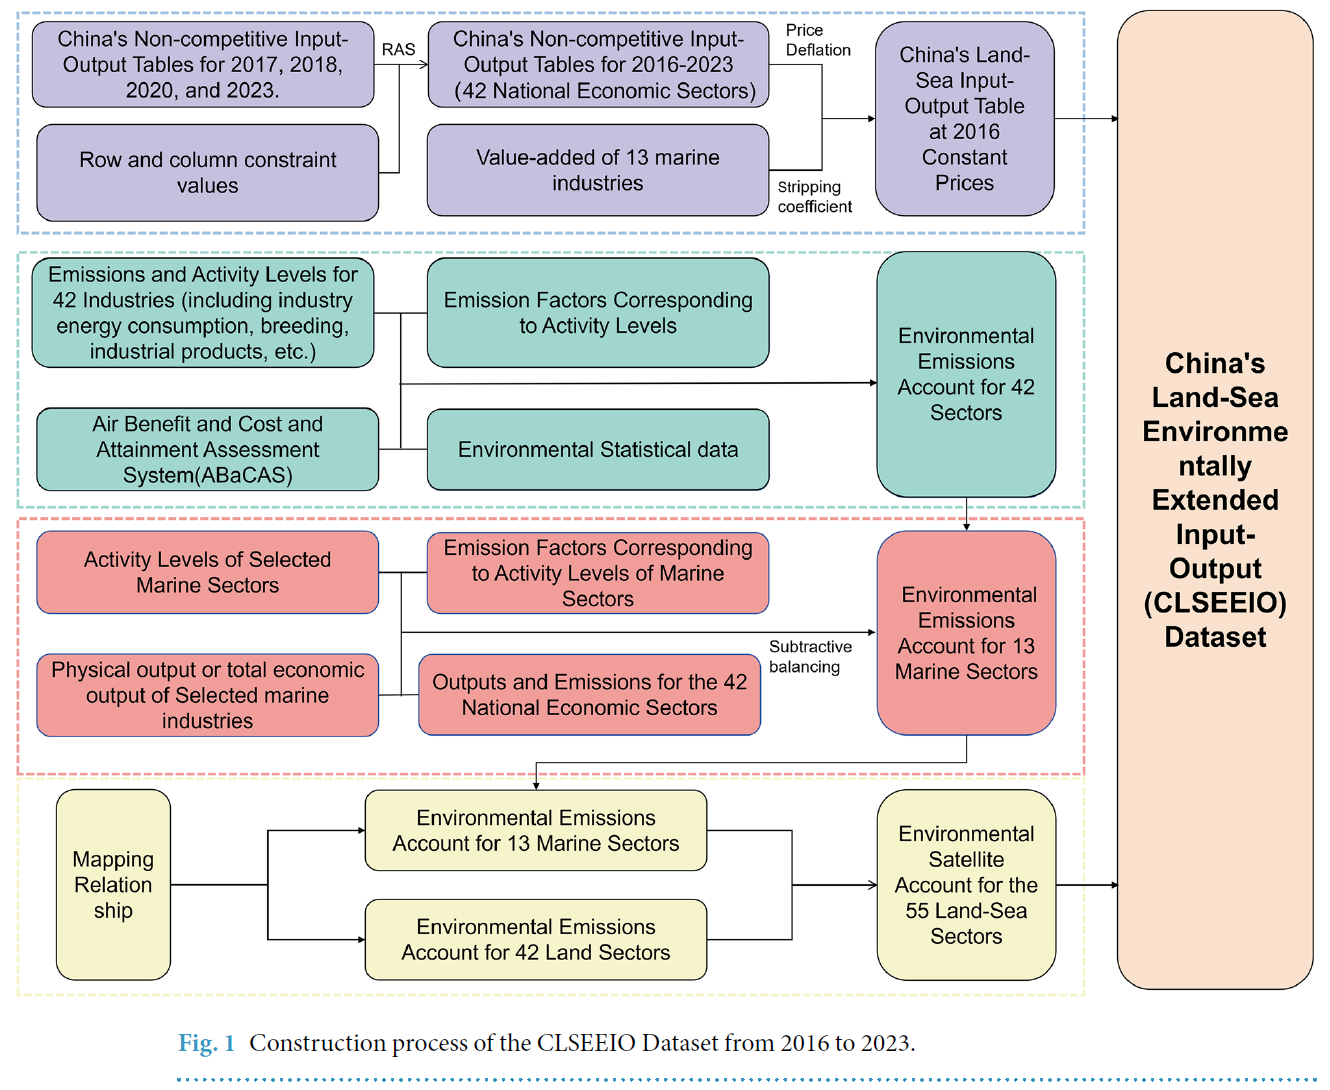 China's Non-competitive Input-
Output Tables for 2017, 2018,
2020, and 2023.
RAS
China's Non-competitive Input-
Output Tables for 2016-2023
(42 National Economic Sectors)
Price
Deflation
China's Land-
Sea Input-
Output Table
at 2016
Constant
Prices
Row and column constraint
values
Value-added of 13 marine
industries
Stripping
coefficient
Emissions and Activity Levels for
42 Industries (including industry
energy consumption, breeding,
industrial products, etc.)
Emission Factors Corresponding
to Activity Levels
Environmental
Emissions
Account for 42
Sectors
Air Benefit and Cost and
Attainment Assessment
System(ABaCAS)
Environmental Statistical data
Activity Levels of Selected
Marine Sectors
Emission Factors Corresponding
to Activity Levels of Marine
Sectors
Environmental
Emissions
Account for 13
Marine Sectors
Subtractive
balancing
Physical output or total economic
output of Selected marine
industries
Outputs and Emissions for the 42
National Economic Sectors
Mapping
Relation
ship
Environmental Emissions
Account for 13 Marine Sectors
Environmental Emissions
Account for 42 Land Sectors
Environmental
Satellite
Account for the
55 Land-Sea
Sectors
China's
Land-Sea
Environme
ntally
Extended
Input-
Output
(CLSEEIO)
Dataset
Fig. 1 Construction process of the CLSEEIO Dataset from 2016 to 2023.